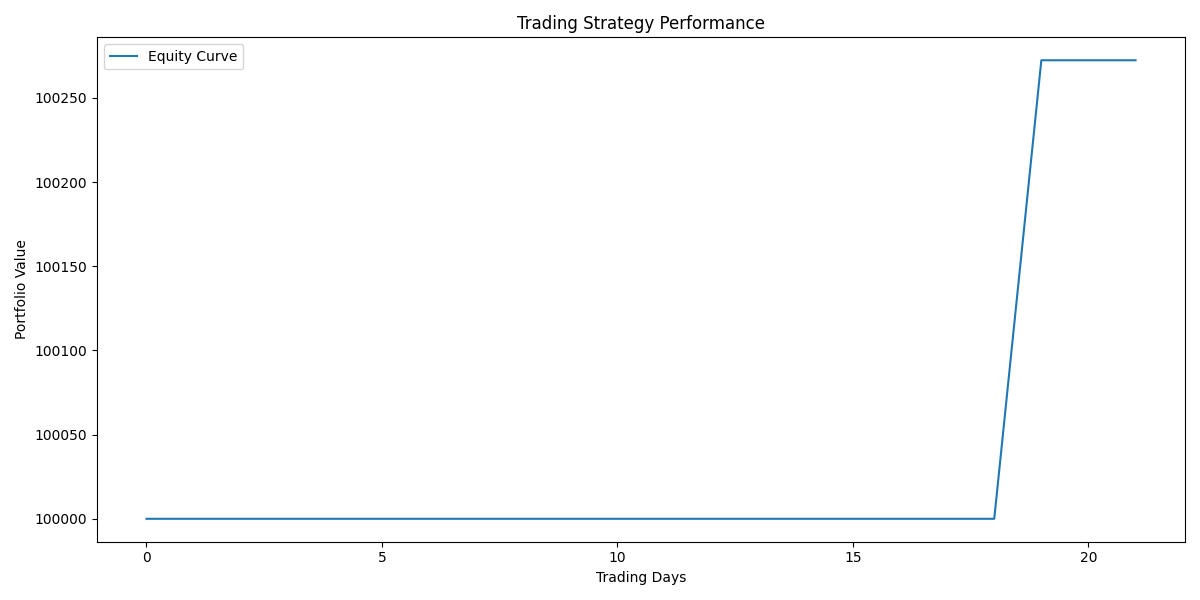 Trading Strategy Performance
Equity Curve
100250
100200
100150
100100
100050
100000
Portfolio Value
0 5 10 15 20
Trading Days